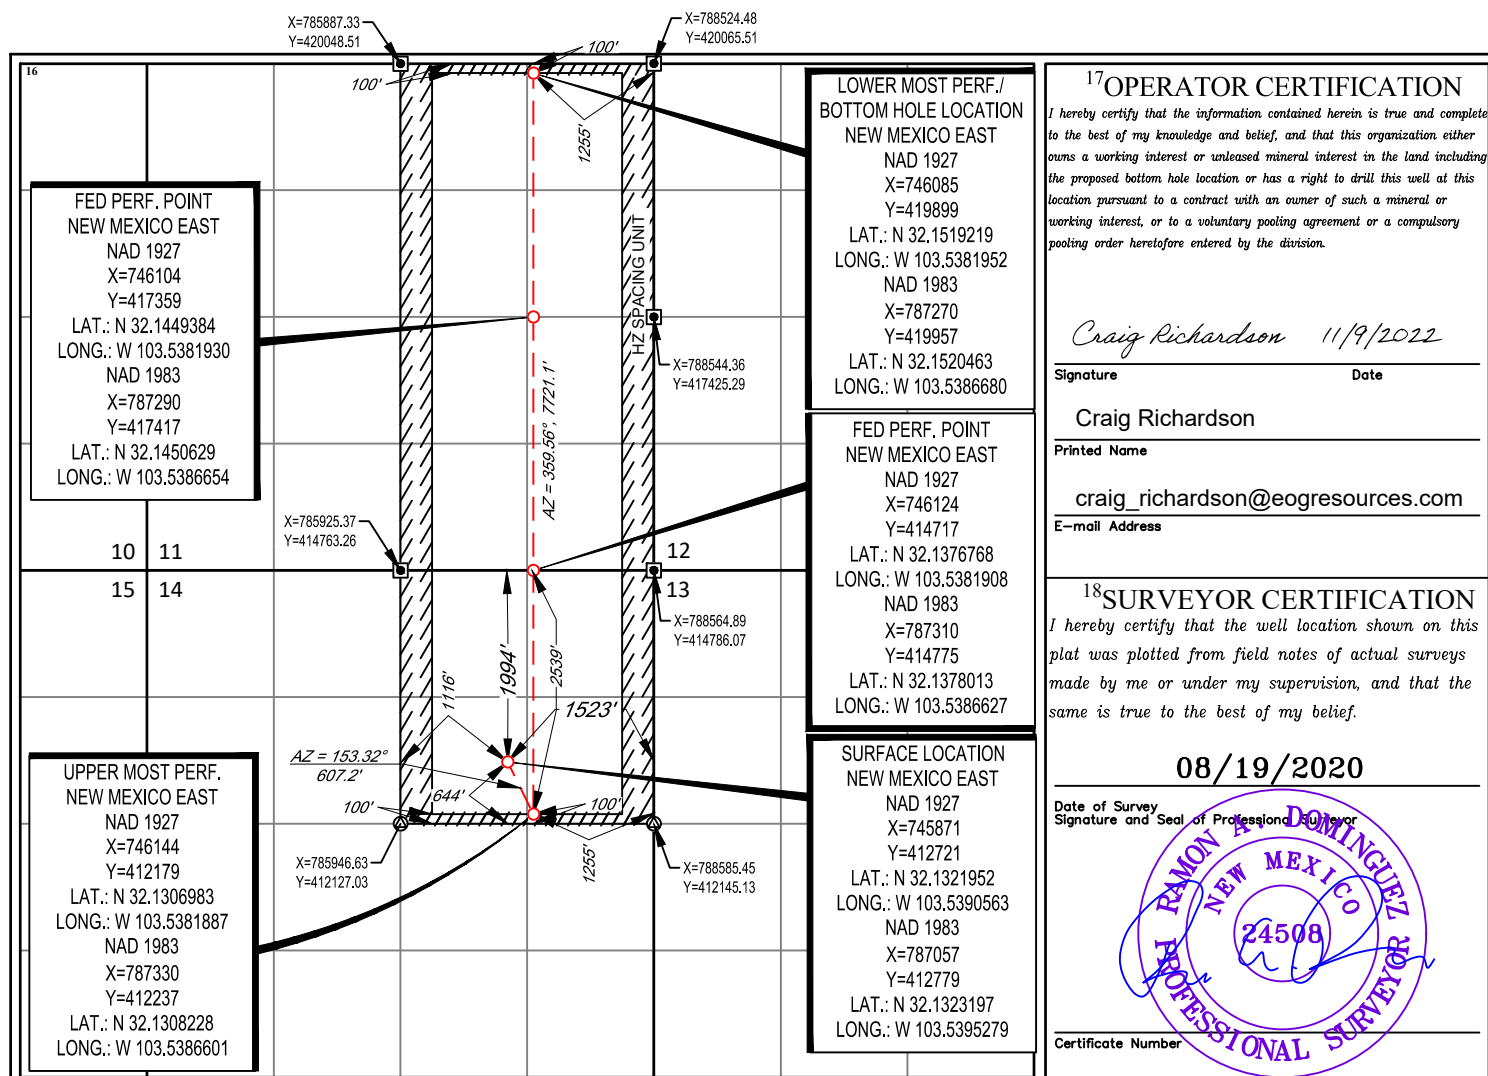 X=785887.33
Y=420048.51
X=788524.48
Y=420065.51
16
100'
100'
1255'
FED PERF. POINT
NEW MEXICO EAST
NAD 1927
X=746104
Y=417359
LAT.: N 32.1449384
LONG.: W 103.5381930
NAD 1983
X=787290
Y=417417
LAT.: N 32.1450629
LONG.: W 103.5386654
HZ SPACING UNIT
X=788544.36
Y=417425.29
AZ = 359.56°, 7721.1'
X=785925.37
Y=414763.26
10
11
12
15
14
13
X=788564.89
Y=414786.07
1994'
2539'
1116'
1523'
AZ = 153.32°
607.2'
644'
100'
100'
1255'
X=785946.63
Y=412127.03
X=788585.45
Y=412145.13
UPPER MOST PERF.
NEW MEXICO EAST
NAD 1927
X=746144
Y=412179
LAT.: N 32.1306983
LONG.: W 103.5381887
NAD 1983
X=787330
Y=412237
LAT.: N 32.1308228
LONG.: W 103.5386601
LOWER MOST PERF./
BOTTOM HOLE LOCATION
NEW MEXICO EAST
NAD 1927
X=746085
Y=419899
LAT.: N 32.1519219
LONG.: W 103.5381952
NAD 1983
X=787270
Y=419957
LAT.: N 32.1520463
LONG.: W 103.5386680
FED PERF. POINT
NEW MEXICO EAST
NAD 1927
X=746124
Y=414717
LAT.: N 32.1376768
LONG.: W 103.5381908
NAD 1983
X=787310
Y=414775
LAT.: N 32.1378013
LONG.: W 103.5386627
SURFACE LOCATION
NEW MEXICO EAST
NAD 1927
X=745871
Y=412721
LAT.: N 32.1321952
LONG.: W 103.5390563
NAD 1983
X=787057
Y=412779
LAT.: N 32.1323197
LONG.: W 103.5395279
17 OPERATOR CERTIFICATION
I hereby certify that the information contained herein is true and complete
to the best of my knowledge and belief, and that this organization either
owns a working interest or unleased mineral interest in the land including
the proposed bottom hole location or has a right to drill this well at this
location pursuant to a contract with an owner of such a mineral or
working interest, or to a voluntary pooling agreement or a compulsory
pooling order heretofore entered by the division.
Craig Richardson 11/9/2022
Signature Date
Craig Richardson
Printed Name
craig_richardson@eogresources.com
E-mail Address
18 SURVEYOR CERTIFICATION
I hereby certify that the well location shown on this
plat was plotted from field notes of actual surveys
made by me or under my supervision, and that the
same is true to the best of my belief.
08/19/2020
Date of Survey
Signature and Seal of Professional Surveyor
RAMON A. DOMINGUEZ
NEW MEXICO
24508
PROFESSIONAL SURVEYOR
Certificate Number